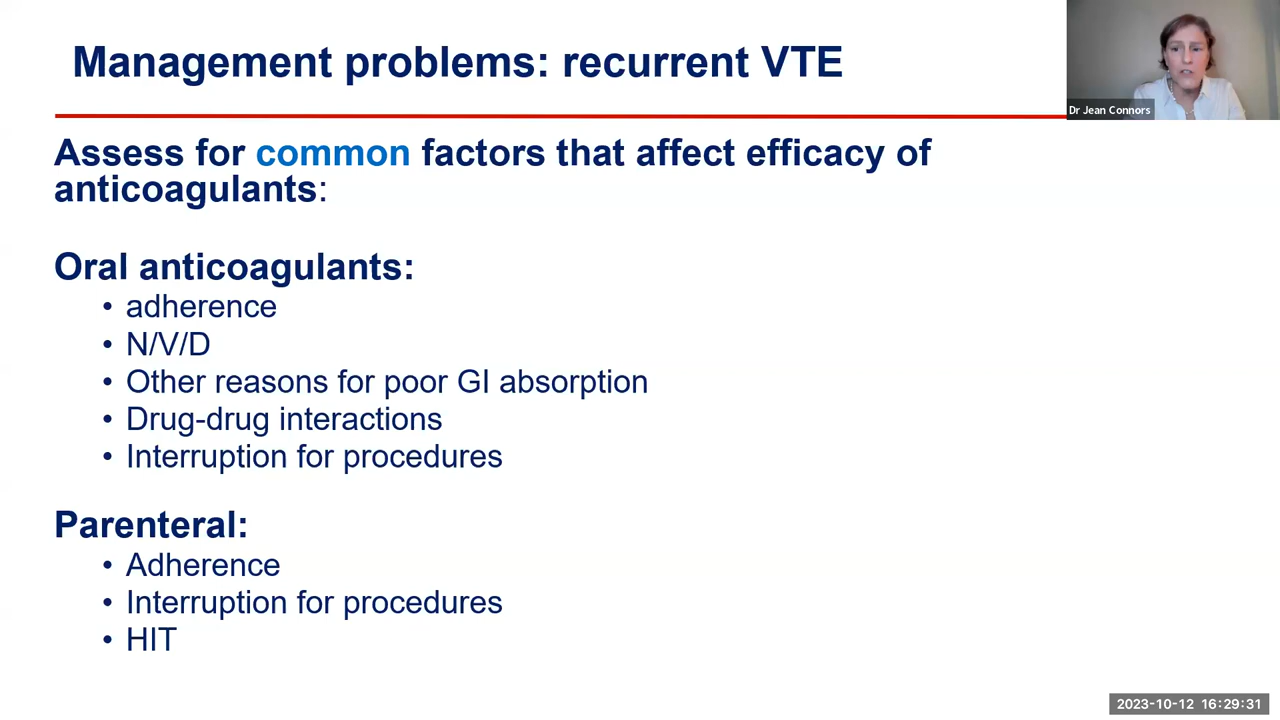 Management problems: recurrent VTE
Dr Jean Connors
Assess for common factors that affect efficacy of
anticoagulants:
Oral anticoagulants:
• adherence
• N/V/D
• Other reasons for poor GI absorption
• Drug-drug interactions
• Interruption for procedures
Parenteral:
• Adherence
• Interruption for procedures
• HIT
2023-10-12 16:29:31